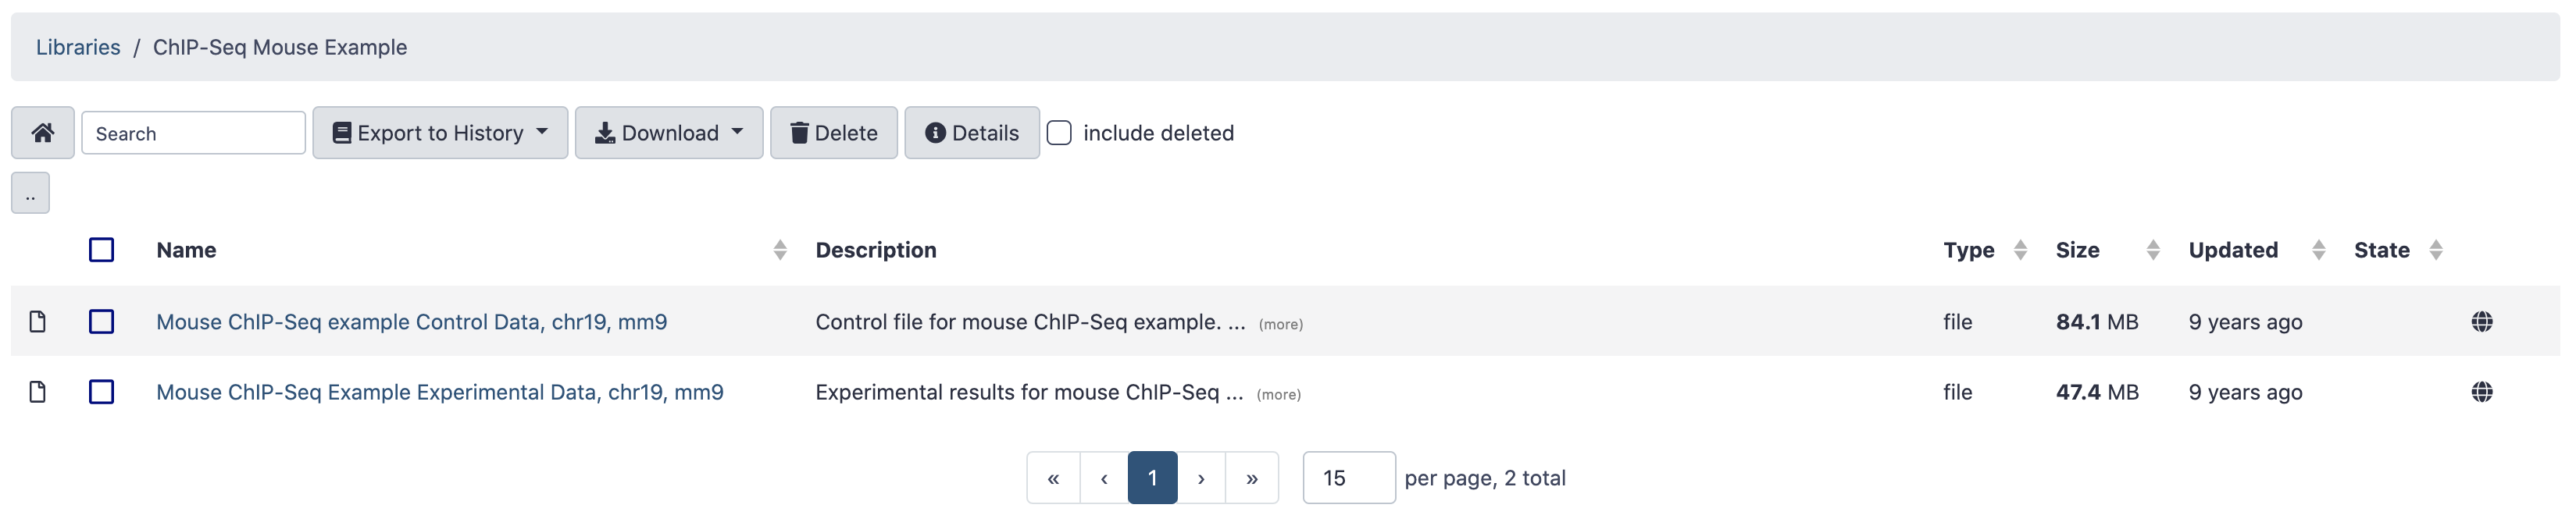 Libraries / ChIP-Seq Mouse Example
Search Export to History Download Delete Details include deleted
..
Name Description Type Size Updated State
Mouse ChIP-Seq example Control Data, chr19, mm9 Control file for mouse ChIP-Seq example. ... (more) file 84.1 MB 9 years ago
Mouse ChIP-Seq Example Experimental Data, chr19, mm9 Experimental results for mouse ChIP-Seq ... (more) file 47.4 MB 9 years ago
« ‹ 1 › » 15 per page, 2 total